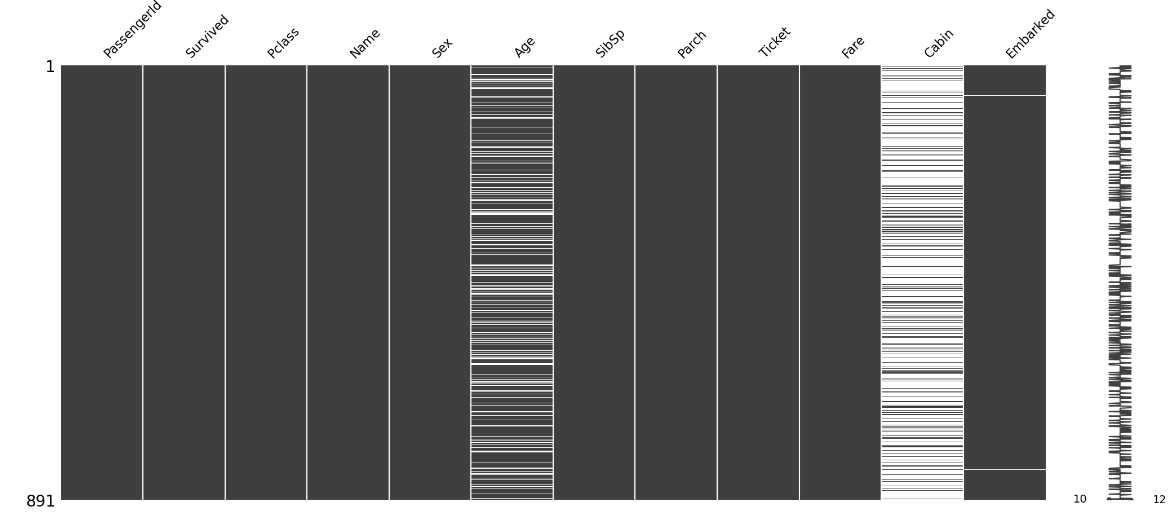 PassengerId
Survived
Pclass
Name
Sex
Age
SibSp
Parch
Ticket
Fare
Cabin
Embarked
1
891
10
12